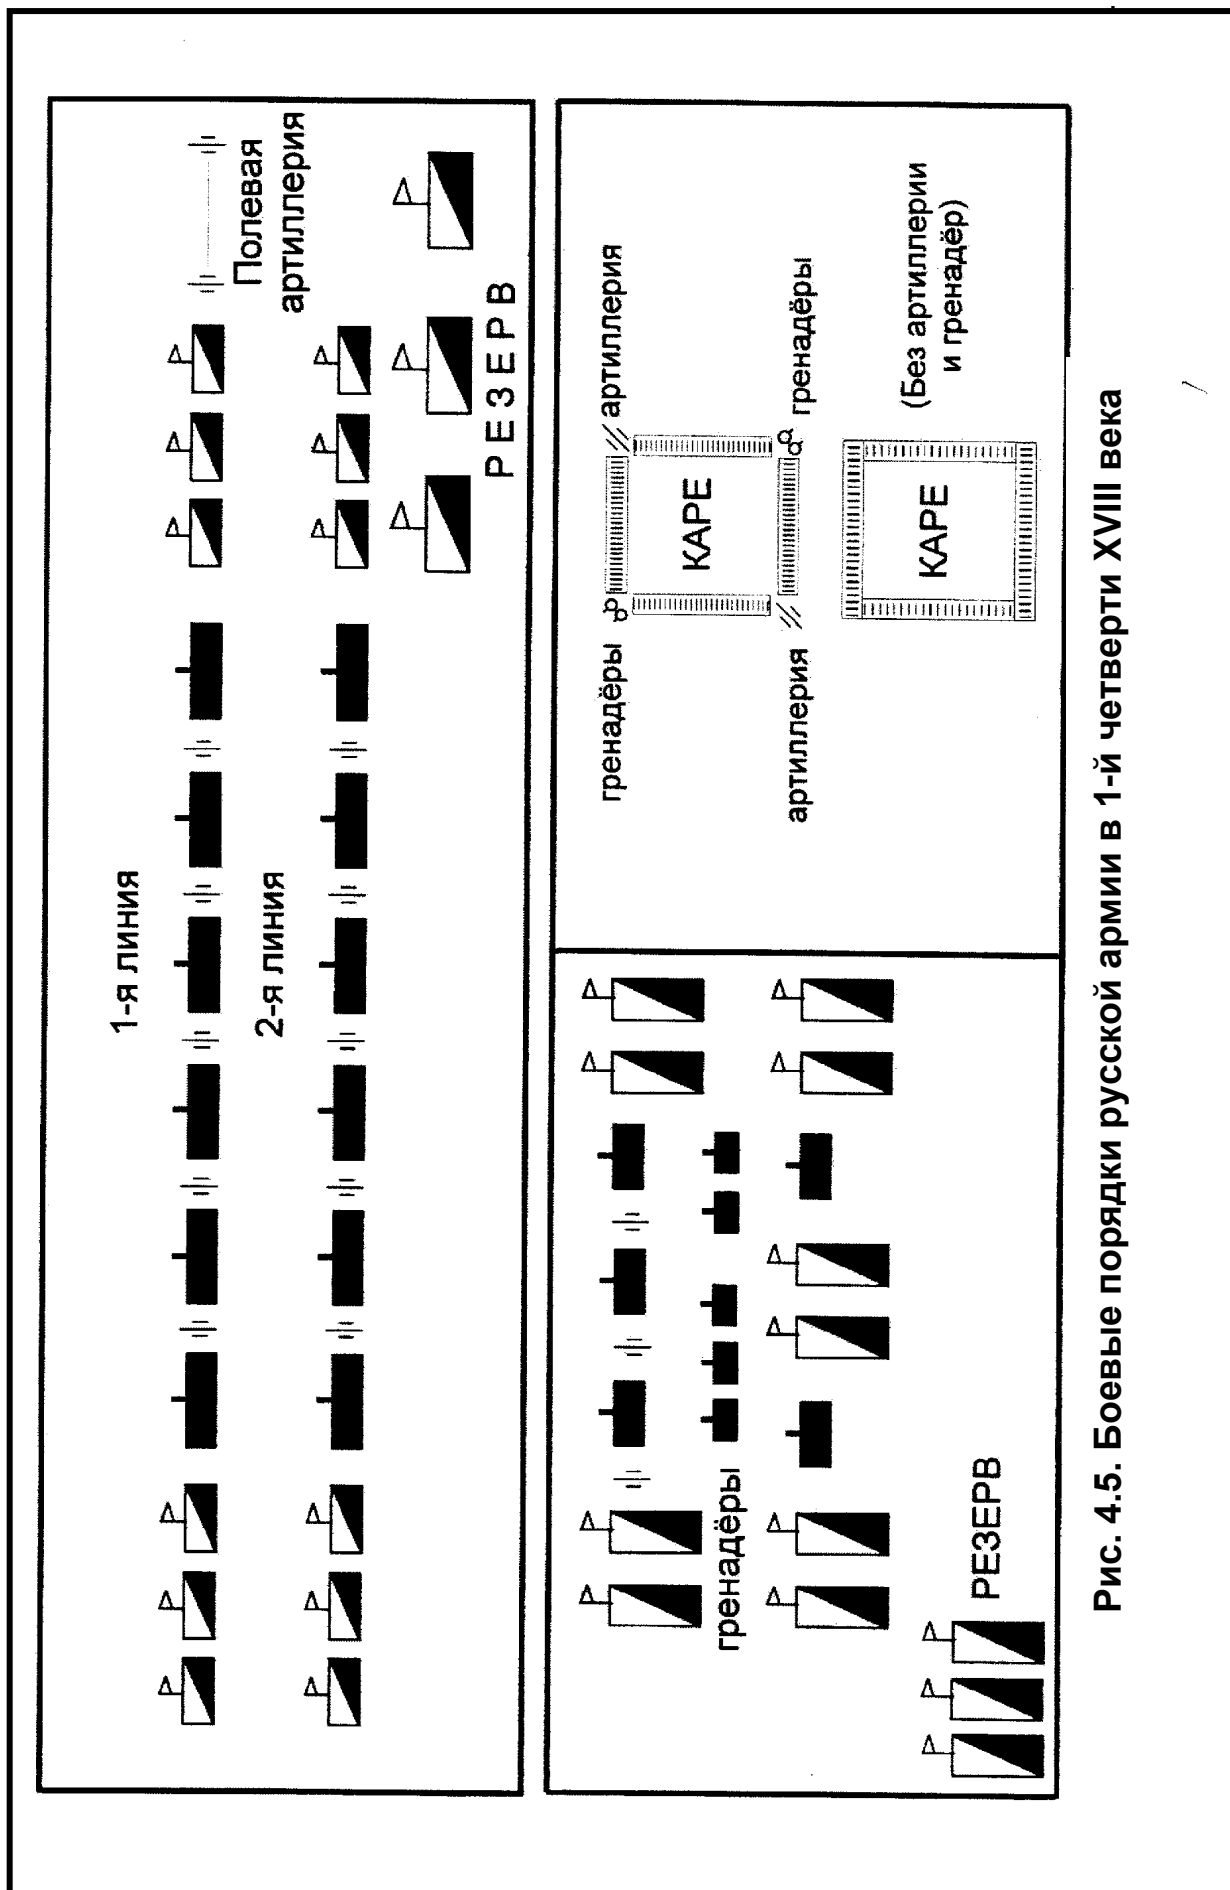 1-я линия
2-я линия
Полевая
артиллерия
РЕЗЕРВ
гренадёры
РЕЗЕРВ
гренадёры
артиллерия
КАРЕ
артиллерия
гренадёры
КАРЕ
(Без артиллерии
и гренадёр)
Рис. 4.5. Боевые порядки русской армии в 1-й четверти XVIII века